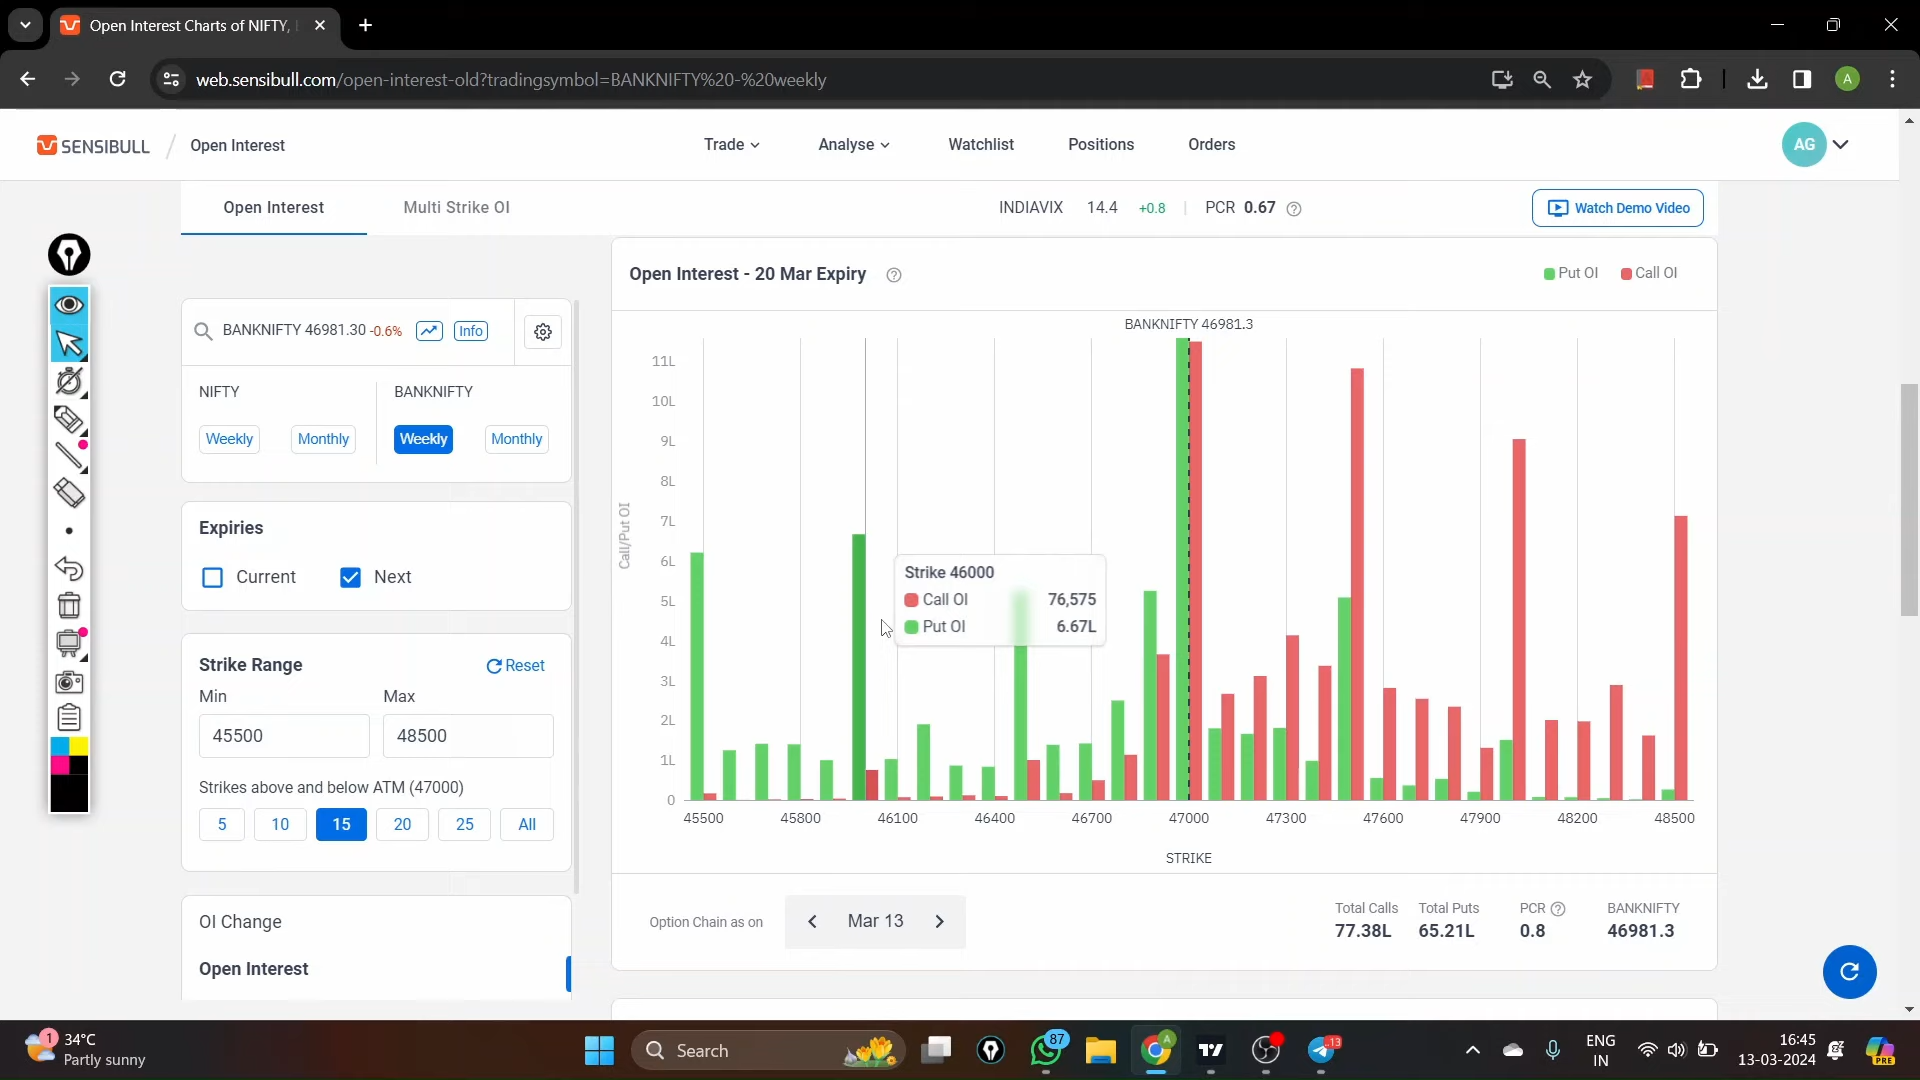 Open Interest Charts of NIFTY,
web.sensibull.com/open-interest-old?tradingsymbol=BANKNIFTY%20-%20weekly
A
SENSIBULL / Open Interest
Trade
Analyse
Watchlist
Positions
Orders
AG
Open Interest
Multi Strike OI
INDIAVIX 14.4 +0.8 | PCR 0.67
Watch Demo Video
BANKNIFTY 46981.30 -0.6%
Info
NIFTY
BANKNIFTY
Weekly
Monthly
Weekly
Monthly
Expiries
Current
Next
Strike Range
Reset
Min
Max
45500
48500
Strikes above and below ATM (47000)
5
10
15
20
25
All
OI Change
Open Interest
Open Interest - 20 Mar Expiry
Put OI
Call OI
BANKNIFTY 46981.3
Call/Put OI
11L
10L
9L
8L
7L
6L
5L
4L
3L
2L
1L
0
Strike 46000
Call OI 76,575
Put OI 6.67L
45500 45800 46100 46400 46700 47000 47300 47600 47900 48200 48500
STRIKE
Option Chain as on
Mar 13
Total Calls
77.38L
Total Puts
65.21L
PCR
0.8
BANKNIFTY
46981.3
1
34°C
Partly sunny
Search
87
A
13
ENG
IN
16:45
13-03-2024
PRE